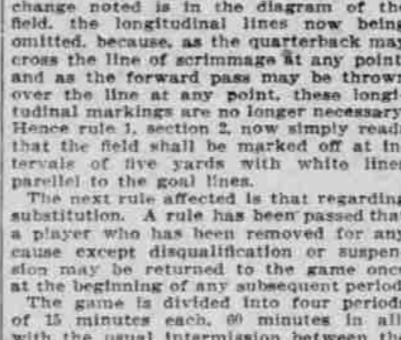 change noted is in the diagram of the
field, the longitudinal lines now being
omitted, because, as the quarterback may
cross the line of scrimmage at any point
and as the forward pass may be thrown
over the line at any point, these longi-
tudinal markings are no longer necessary
Hence rule 1, section 2, now simply reads
that the field shall be marked off at in-
tervals of five yards with white lines
parellel to the goal lines.
The next rule affected is that regarding
substitution. A rule has been passed that
a player who has been removed for any
cause except disqualification or suspen-
sion may be returned to the game once
at the beginning of any subsequent period
The game is divided into four periods
of 15 minutes each, 60 minutes in all
with the usual intermission between the